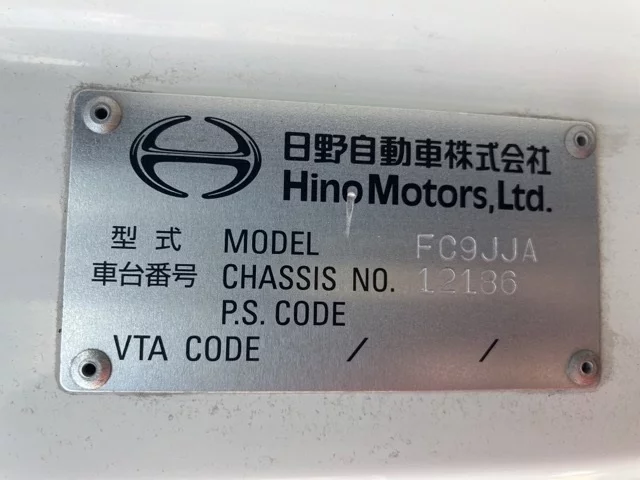 日野自動車株式会社
Hino Motors, Ltd.
型式 MODEL FC9JJA
車台番号 CHASSIS NO. 12186
P.S. CODE
VTA CODE / /